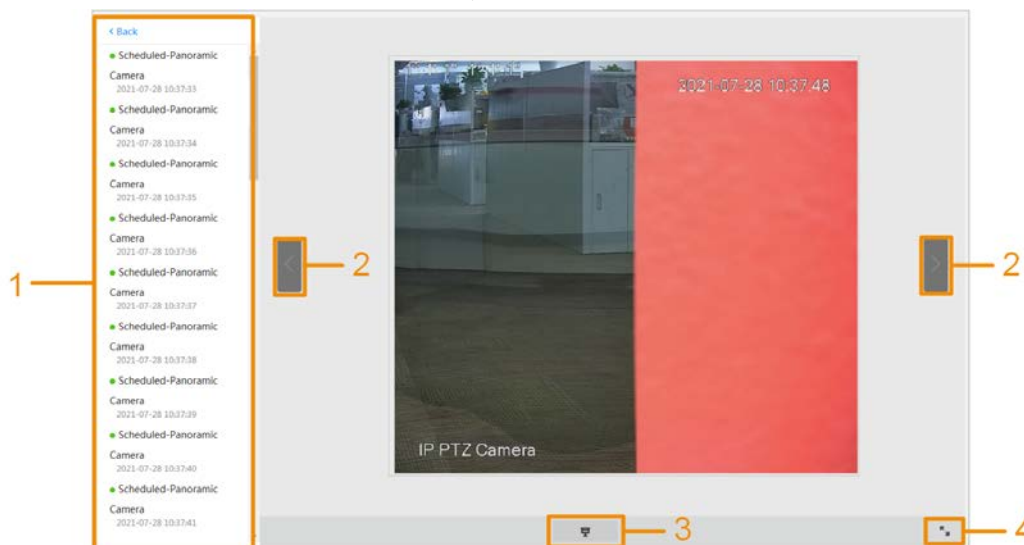 < Back
Scheduled-Panoramic
Camera
2021-07-28 10:37:33
Scheduled-Panoramic
Camera
2021-07-28 10:37:34
Scheduled-Panoramic
Camera
2021-07-28 10:37:35
Scheduled-Panoramic
Camera
2021-07-28 10:37:36
Scheduled-Panoramic
Camera
2021-07-28 10:37:37
Scheduled-Panoramic
Camera
2021-07-28 10:37:38
Scheduled-Panoramic
Camera
2021-07-28 10:37:39
Scheduled-Panoramic
Camera
2021-07-28 10:37:40
Scheduled-Panoramic
Camera
2021-07-28 10:37:41
1
2
2021-07-28 10:37:48
IP PTZ Camera
2
3
4